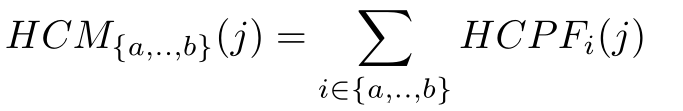 HCM_{\{a,..,b\}}(j) = \sum_{i \in \{a,..,b\}} HCPF_i(j)